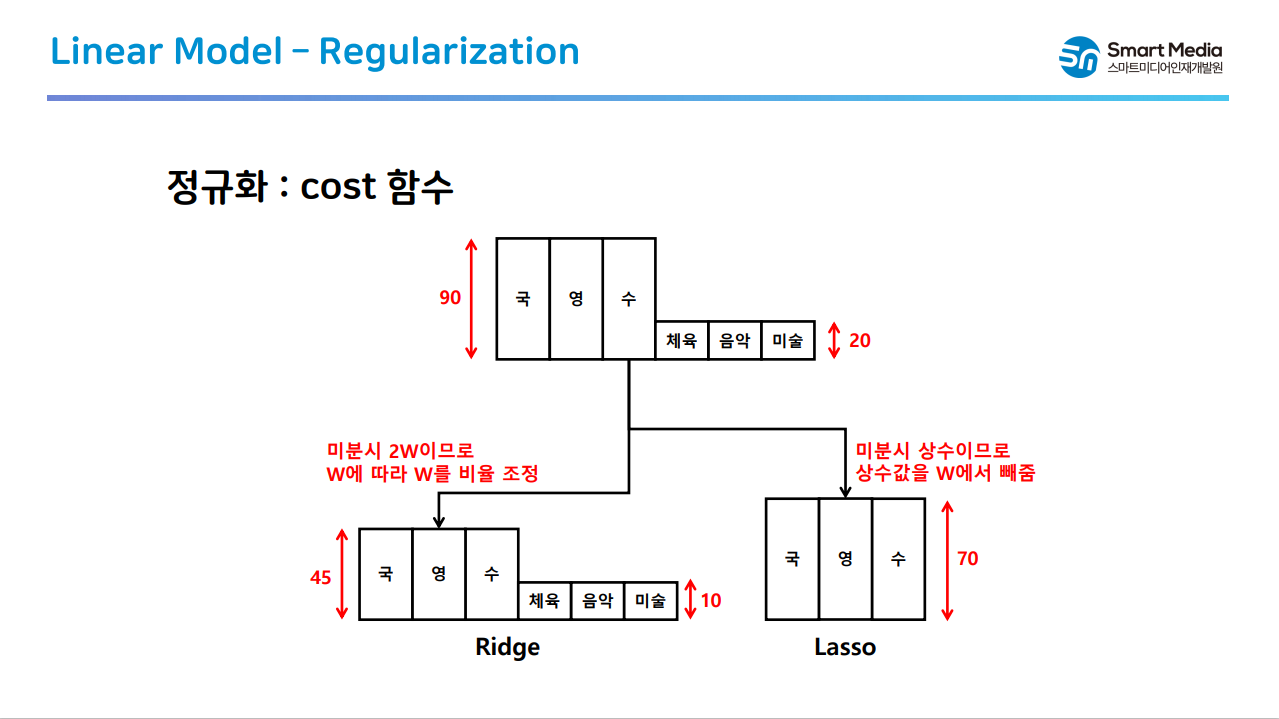 Linear Model – Regularization
Smart Media
스마트미디어인재개발원
정규화 : cost 함수
90
국 영 수
체육 음악 미술
20
미분시 2W이므로
W에 따라 W를 비율 조정
미분시 상수이므로
상수값을 W에서 빼줌
45
국 영 수
체육 음악 미술
10
Ridge
국 영 수
70
Lasso